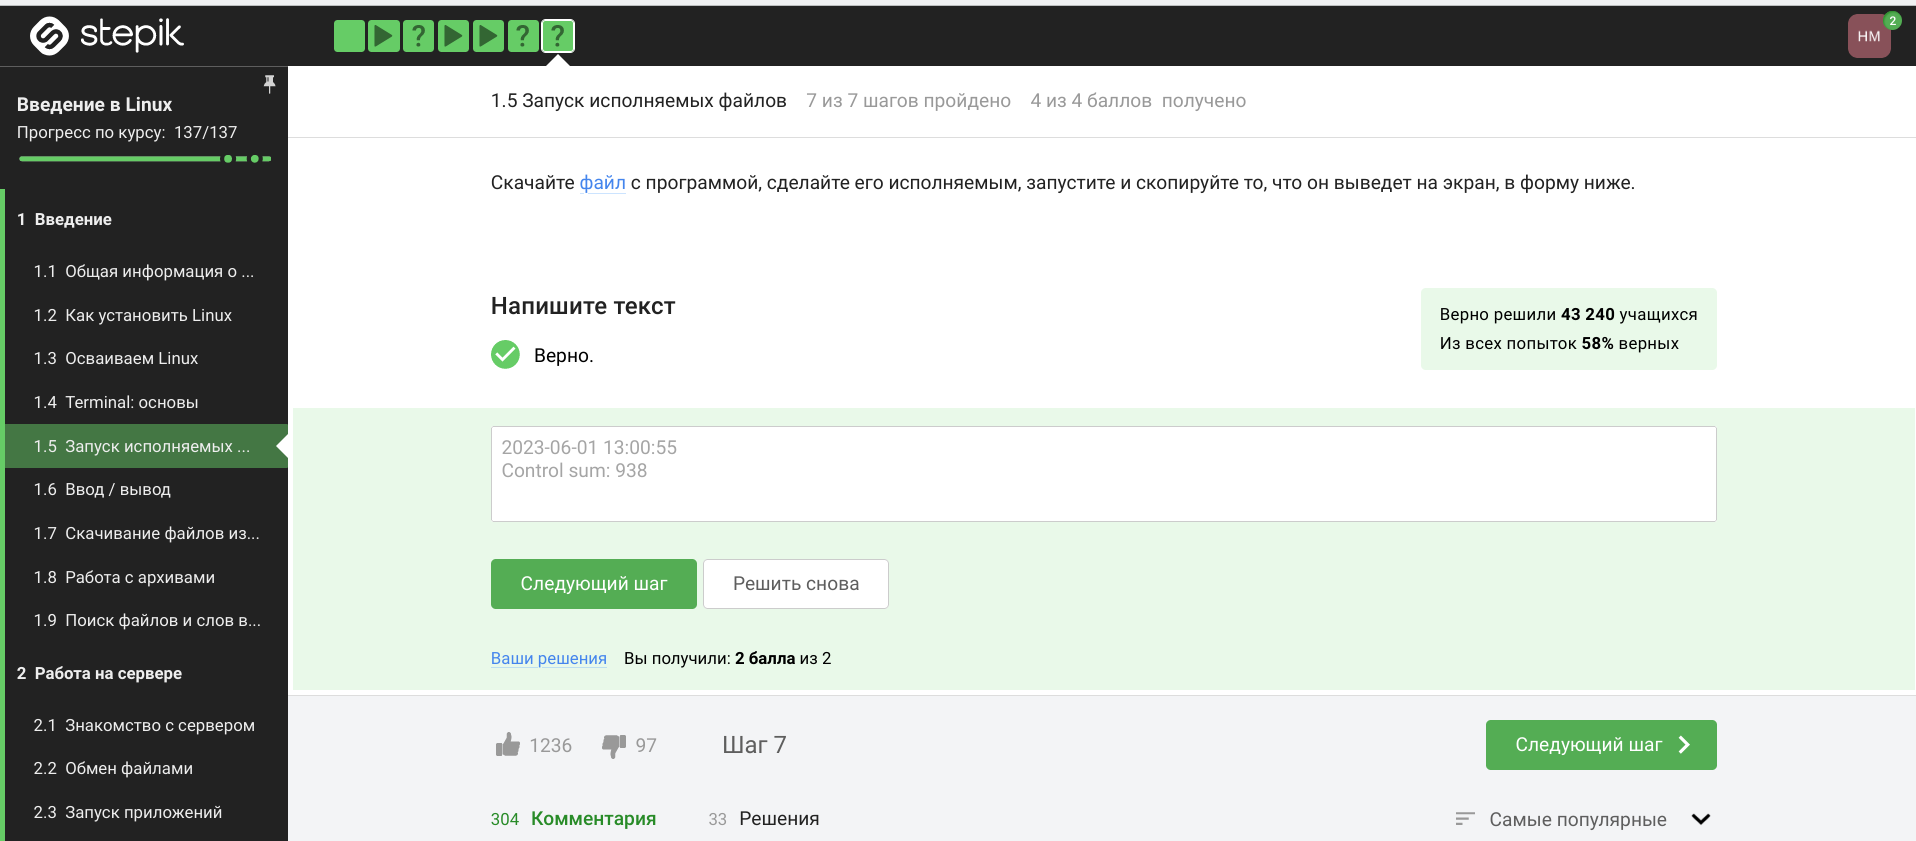 stepik
? ? ?
НМ
2
Введение в Linux
Прогресс по курсу: 137/137
1 Введение
1.1 Общая информация о ...
1.2 Как установить Linux
1.3 Осваиваем Linux
1.4 Terminal: основы
1.5 Запуск исполняемых ...
1.6 Ввод / вывод
1.7 Скачивание файлов из...
1.8 Работа с архивами
1.9 Поиск файлов и слов в...
2 Работа на сервере
2.1 Знакомство с сервером
2.2 Обмен файлами
2.3 Запуск приложений
1.5 Запуск исполняемых файлов 7 из 7 шагов пройдено 4 из 4 баллов получено
Скачайте файл с программой, сделайте его исполняемым, запустите и скопируйте то, что он выведет на экран, в форму ниже.
Напишите текст
Верно.
Верно решили 43 240 учащихся
Из всех попыток 58% верных
2023-06-01 13:00:55
Control sum: 938
Следующий шаг Решить снова
Ваши решения Вы получили: 2 балла из 2
1236 97 Шаг 7 Следующий шаг
304 Комментария 33 Решения Самые популярные